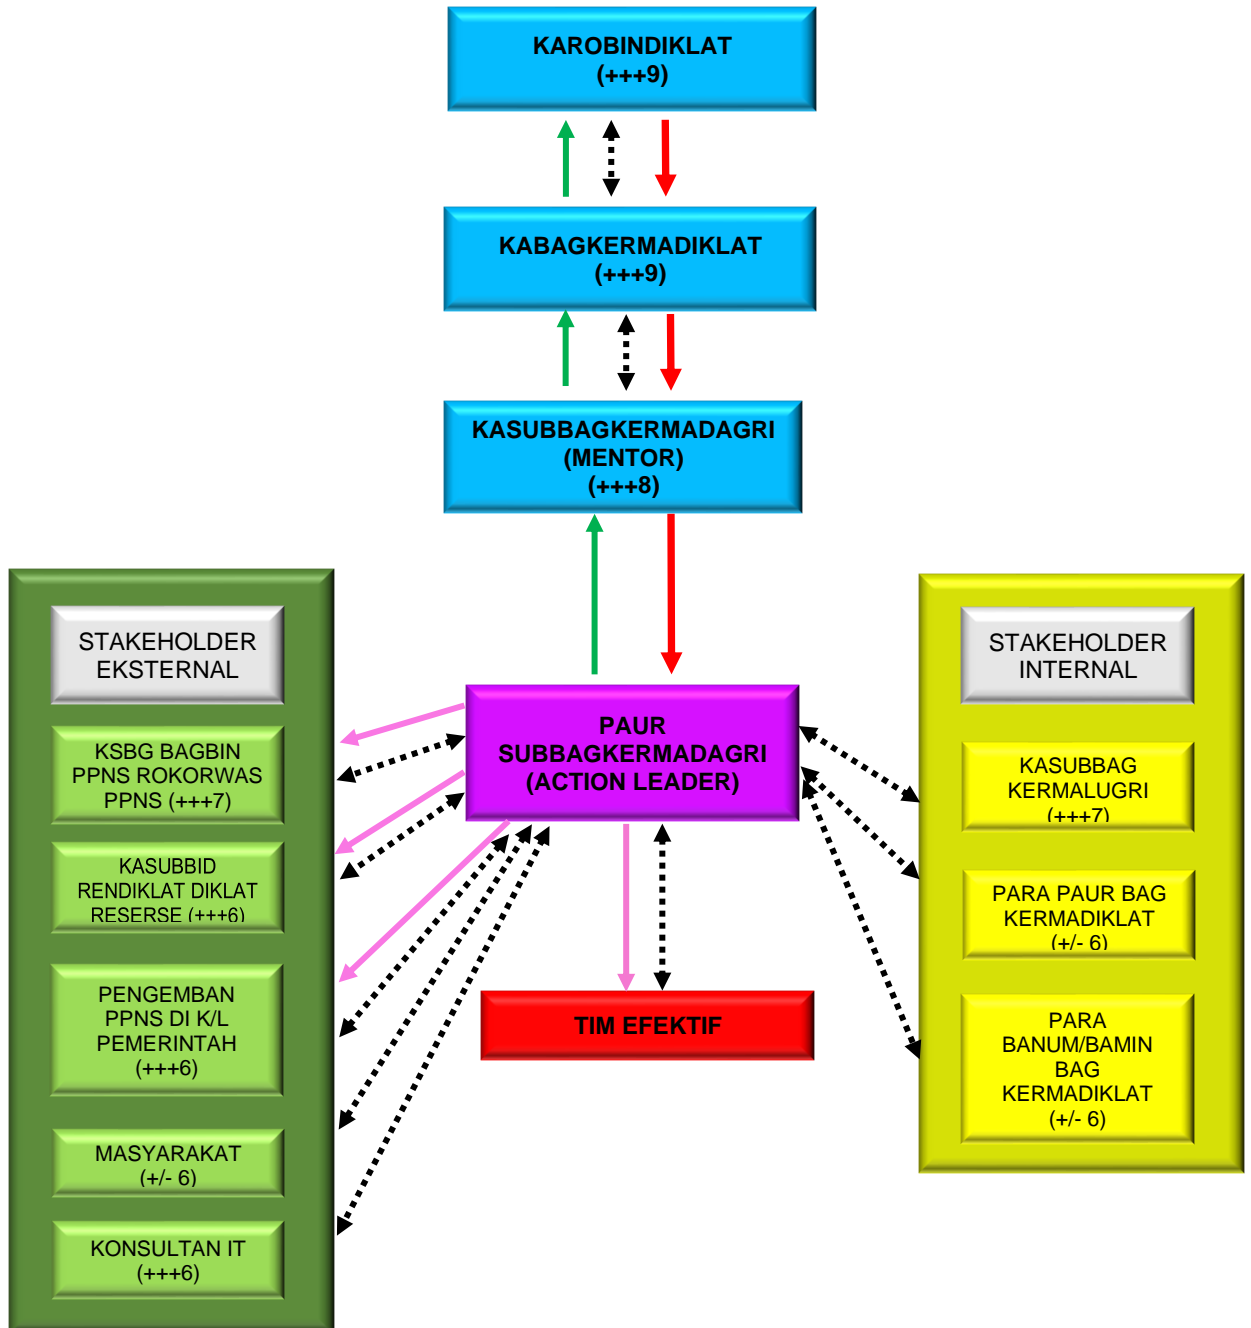 KAROBINDIKLAT
(+++9)
KABAGKERMADIKLAT
(+++9)
KASUBBAGKERMADAGRI
(MENTOR)
(+++8)
STAKEHOLDER
EKSTERNAL
KSBG BAGBIN
PPNS ROKORWAS
PPNS (+++7)
KASUBBID
RENDIKLAT DIKLAT
RESERSE (+++6)
PENGEMBAN
PPNS DI K/L
PEMERINTAH
(+++6)
MASYARAKAT
(+/- 6)
KONSULTAN IT
(+++6)
PAUR
SUBBAGKERMADAGRI
(ACTION LEADER)
TIM EFEKTIF
STAKEHOLDER
INTERNAL
KASUBBAG
KERMALUGRI
(+++7)
PARA PAUR BAG
KERMADIKLAT
(+/- 6)
PARA
BANUM/BAMIN
BAG
KERMADIKLAT
(+/- 6)